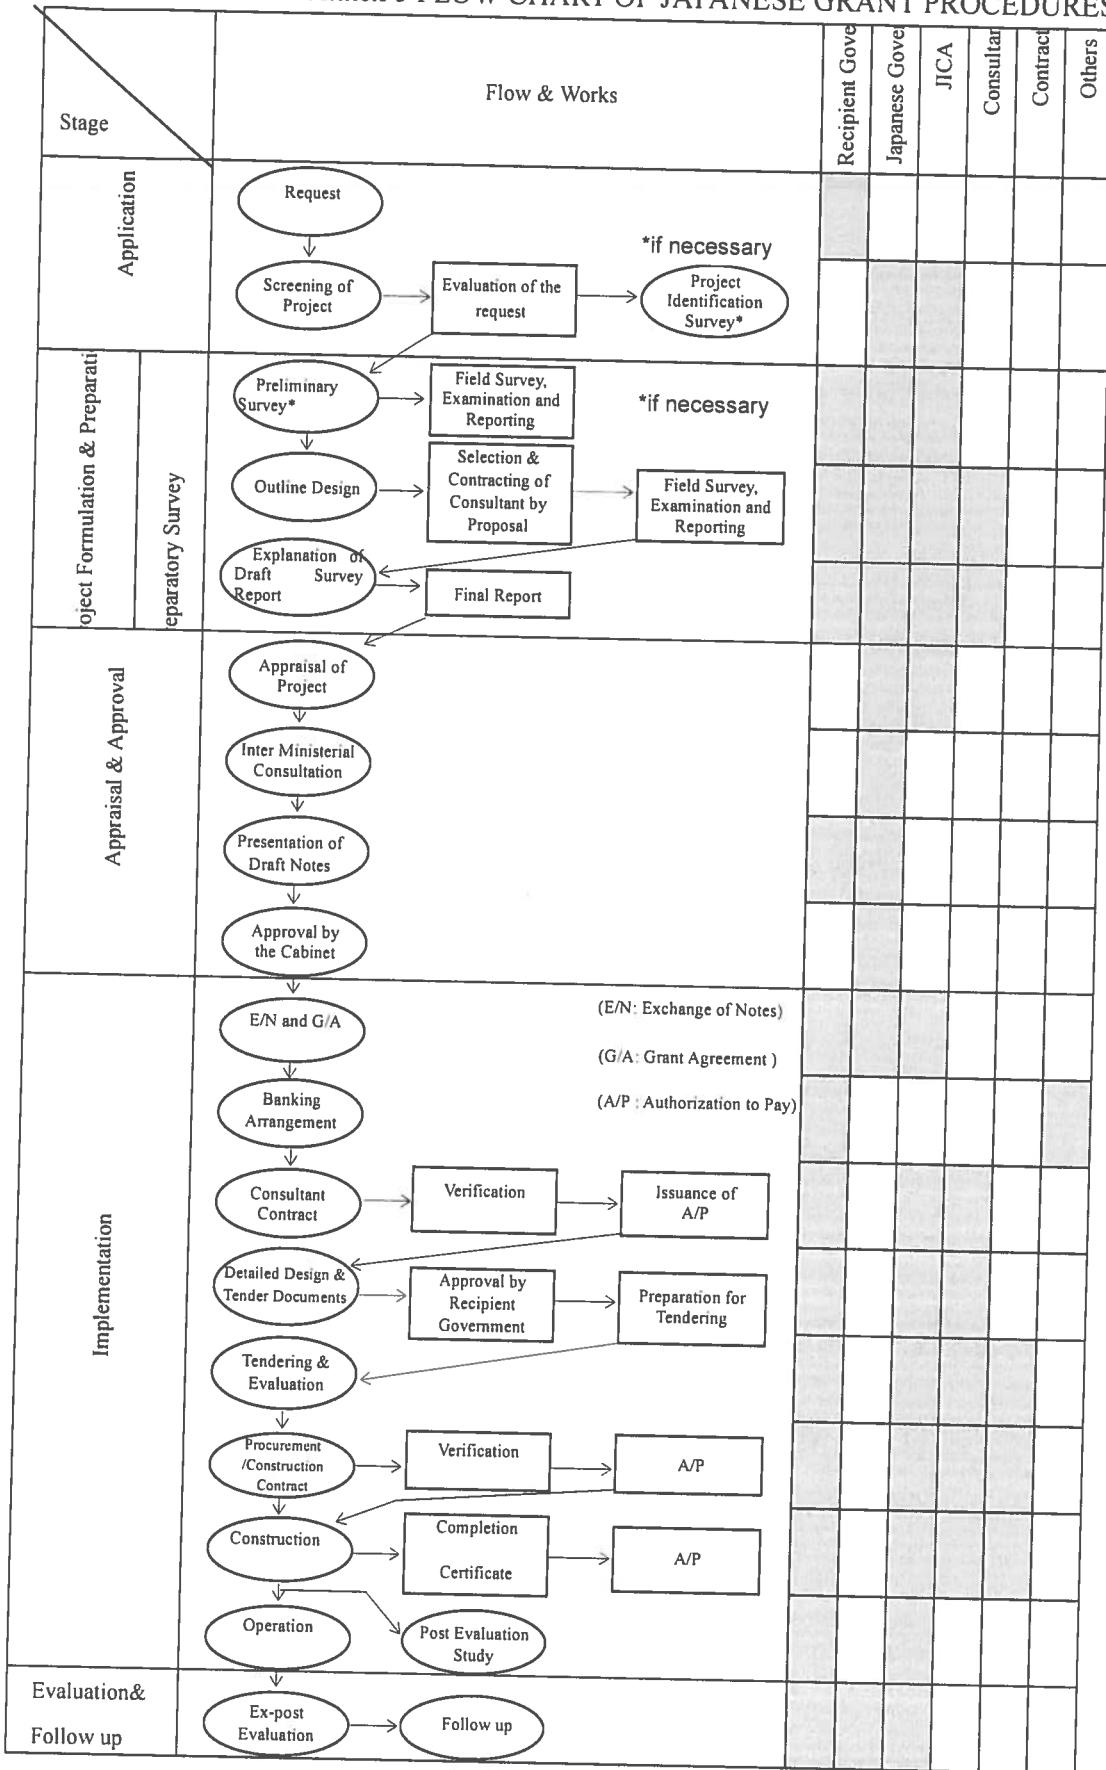 FLOW CHART OF JAPANESE GRANT PROCEDURES
Stage
Flow & Works
Recipient Gove
Japanese Gover
JICA
Consultan
Contract
Others
Application
Request
*if necessary
Screening of
Project
Evaluation of the
request
Project
Identification
Survey*
oject Formulation & Preparati
eparatory Survey
Preliminary
Survey*
Field Survey,
Examination and
Reporting
*if necessary
Outline Design
Selection &
Contracting of
Consultant by
Proposal
Field Survey,
Examination and
Reporting
Explanation of
Draft Survey
Report
Final Report
Appraisal & Approval
Appraisal of
Project
Inter Ministerial
Consultation
Presentation of
Draft Notes
Approval by
the Cabinet
Implementation
E/N and G/A
(E/N: Exchange of Notes)
(G/A: Grant Agreement )
(A/P : Authorization to Pay)
Banking
Arrangement
Consultant
Contract
Verification
Issuance of
A/P
Detailed Design &
Tender Documents
Approval by
Recipient
Government
Preparation for
Tendering
Tendering &
Evaluation
Procurement
/Construction
Contract
Verification
A/P
Construction
Completion
Certificate
A/P
Operation
Post Evaluation
Study
Evaluation&
Follow up
Ex-post
Evaluation
Follow up